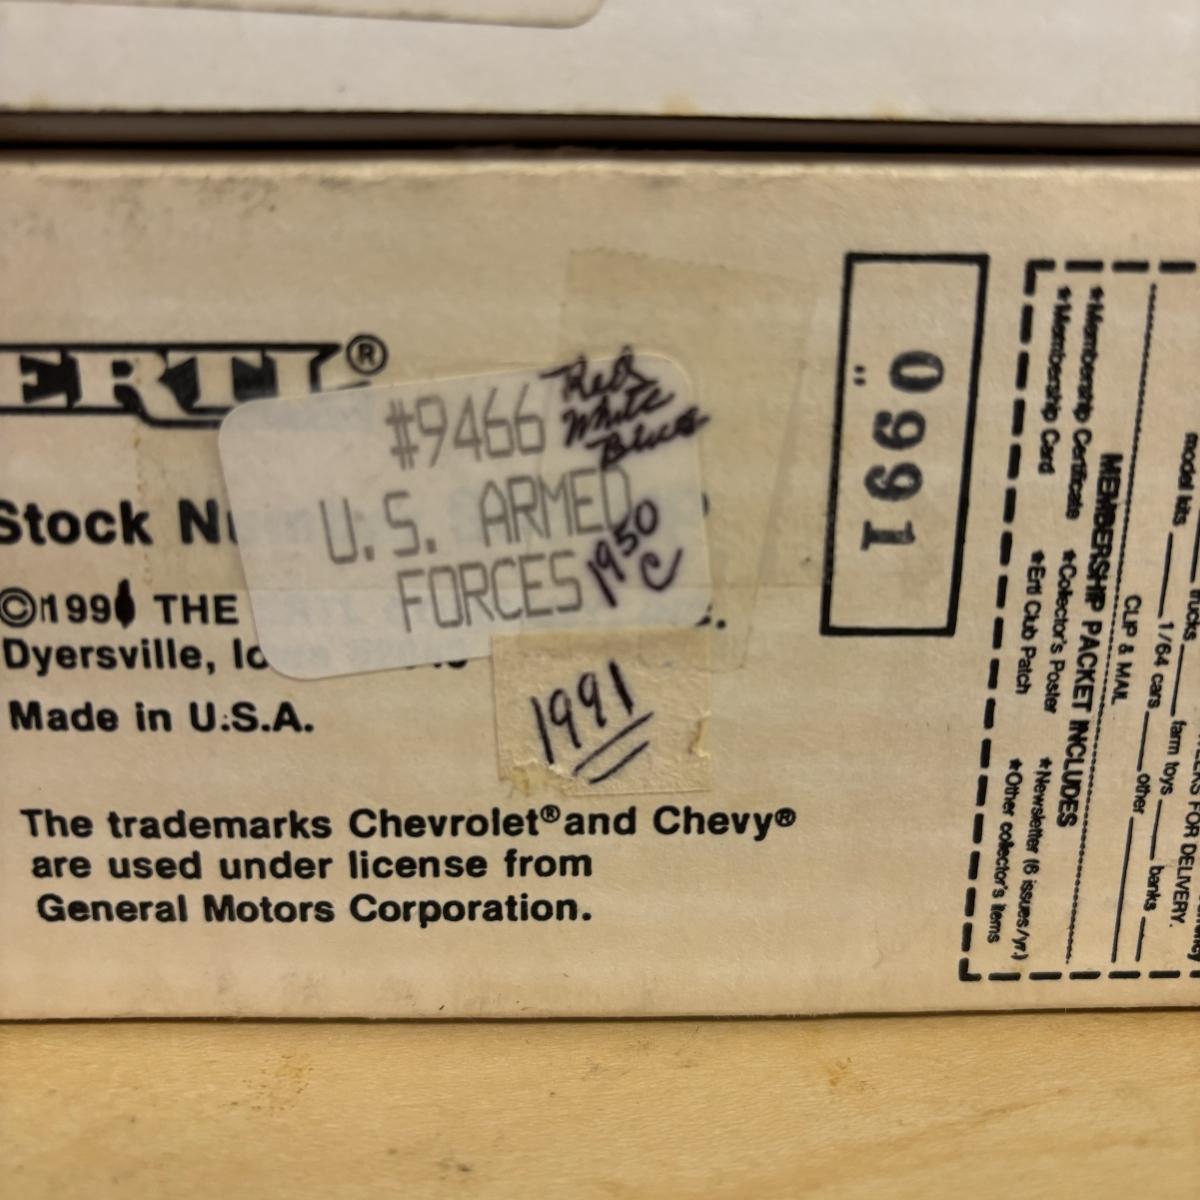 ERTL®
#9466
Red
White
Blue
U.S. ARMED
FORCES
1950
C
Stock
©199 THE
Dyersville,
Made in U.S.A.
1991
The trademarks Chevrolet® and Chevy®
are used under license from
General Motors Corporation.
0991
model kits trucks
1/64 cars farm toys banks
other
CLIP & MAIL
MEMBERSHIP PACKET INCLUDES
*Membership Certificate *Collector's Poster *Newsletter (6 issues/yr.)
*Membership Card *Ertl Club Patch *Other collector's items
FOR DELIVERY.